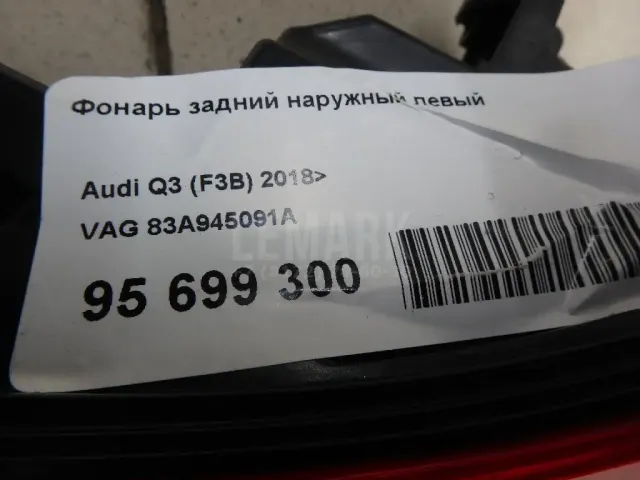 Фонарь задний наружный левый
Audi Q3 (F3B) 2018>
VAG 83A945091A
LEMARK
95 699 300